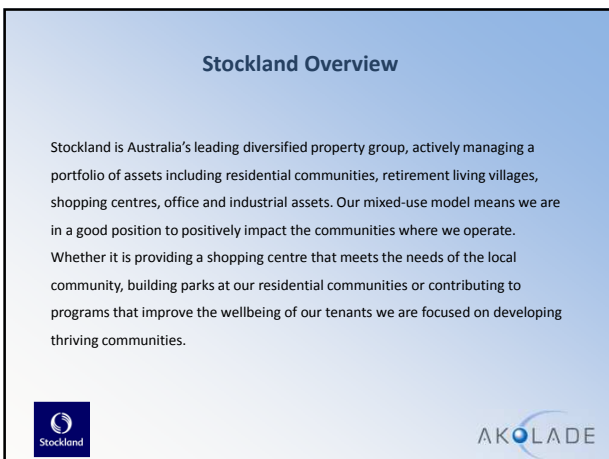 Stockland Overview
Stockland is Australia’s leading diversified property group, actively managing a
portfolio of assets including residential communities, retirement living villages,
shopping centres, office and industrial assets. Our mixed-use model means we are
in a good position to positively impact the communities where we operate.
Whether it is providing a shopping centre that meets the needs of the local
community, building parks at our residential communities or contributing to
programs that improve the wellbeing of our tenants we are focused on developing
thriving communities.
Stockland
AKOLADE